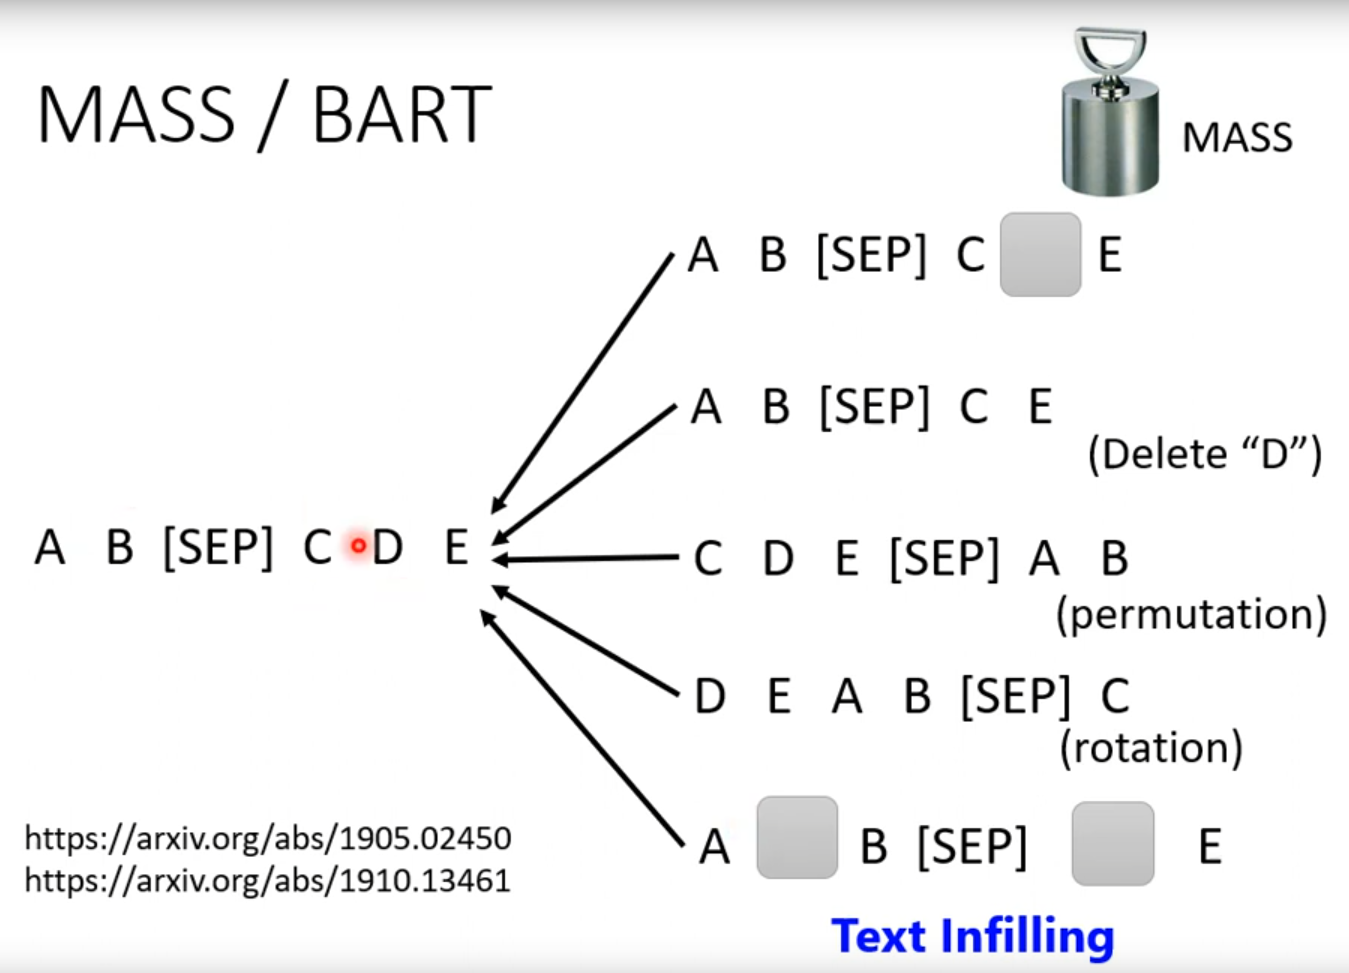 MASS / BART
MASS
A B [SEP] C E
A B [SEP] C E
(Delete “D”)
A B [SEP] C D E
C D E [SEP] A B
(permutation)
D E A B [SEP] C
(rotation)
A B [SEP] E
https://arxiv.org/abs/1905.02450
https://arxiv.org/abs/1910.13461
Text Infilling